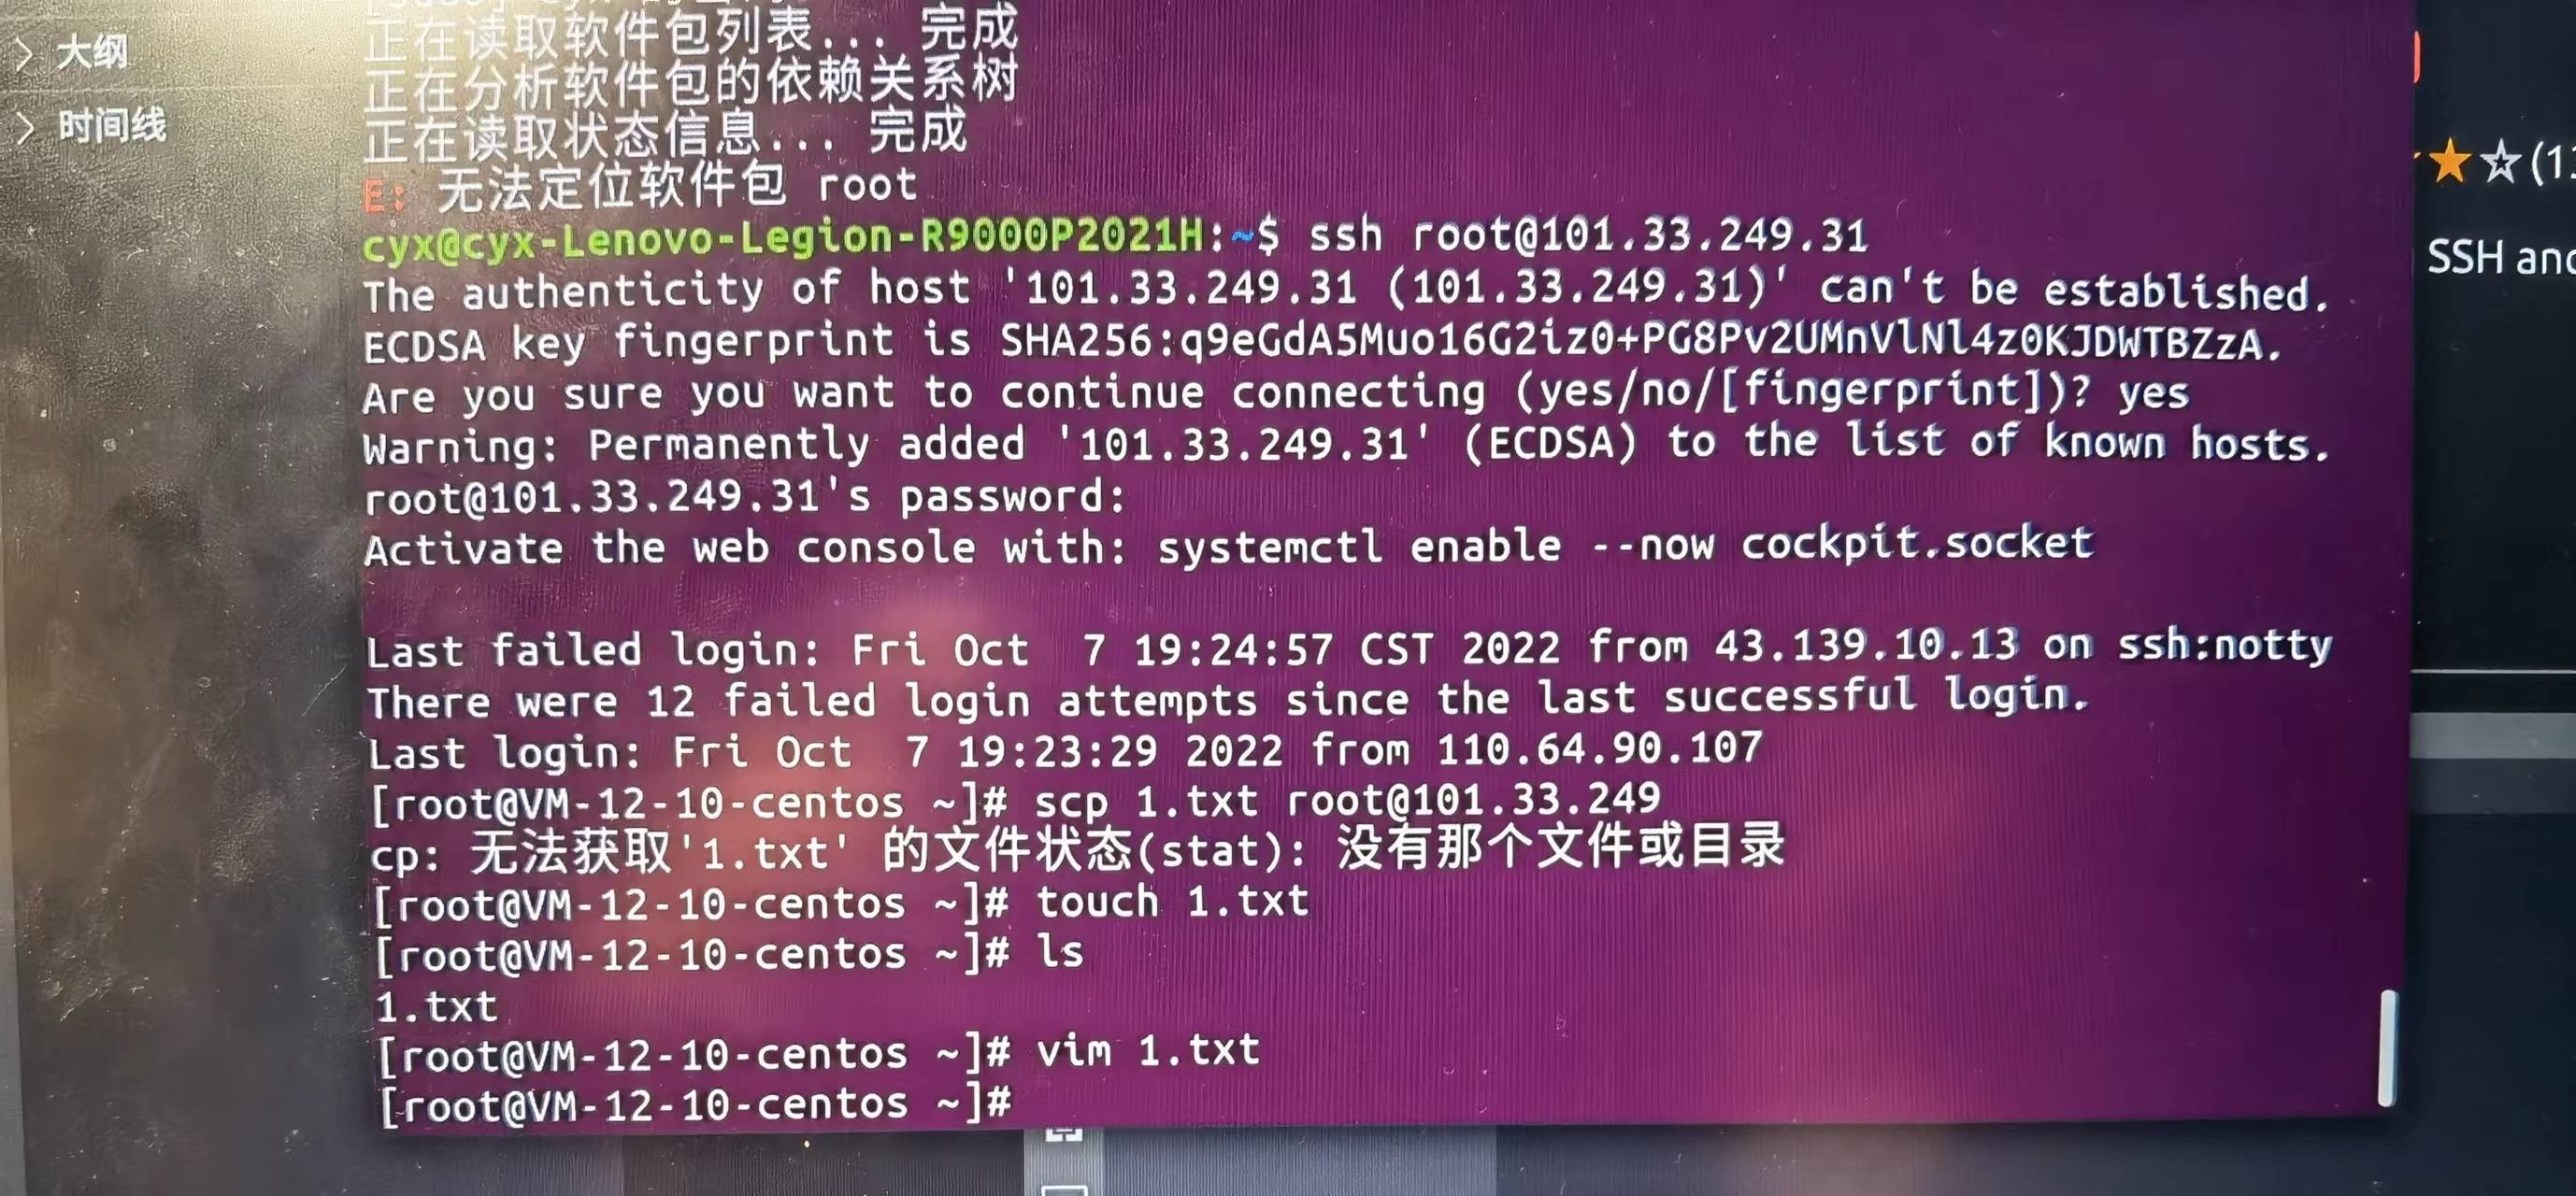 大纲
时间线
正在读取软件包列表... 完成
正在分析软件包的依赖关系树
正在读取状态信息... 完成
E: 无法定位软件包 root
cyx@cyx-Lenovo-Legion-R9000P2021H:~$ ssh root@101.33.249.31
The authenticity of host '101.33.249.31 (101.33.249.31)' can't be established.
ECDSA key fingerprint is SHA256:q9eGdA5Muo16G2iz0+PG8Pv2UMnVlNl4z0KJDWTBZzA.
Are you sure you want to continue connecting (yes/no/[fingerprint])? yes
Warning: Permanently added '101.33.249.31' (ECDSA) to the list of known hosts.
root@101.33.249.31's password:
Activate the web console with: systemctl enable --now cockpit.socket
Last failed login: Fri Oct  7 19:24:57 CST 2022 from 43.139.10.13 on ssh:notty
There were 12 failed login attempts since the last successful login.
Last login: Fri Oct  7 19:23:29 2022 from 110.64.90.107
[root@VM-12-10-centos ~]# scp 1.txt root@101.33.249
cp: 无法获取'1.txt' 的文件状态(stat): 没有那个文件或目录
[root@VM-12-10-centos ~]# touch 1.txt
[root@VM-12-10-centos ~]# ls
1.txt
[root@VM-12-10-centos ~]# vim 1.txt
[root@VM-12-10-centos ~]#
SSH and